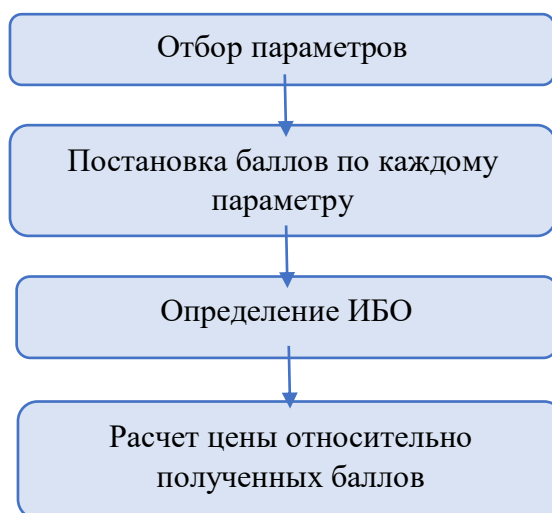 Отбор параметров
Постановка баллов по каждому
параметру
Определение ИБО
Расчет цены относительно
полученных баллов